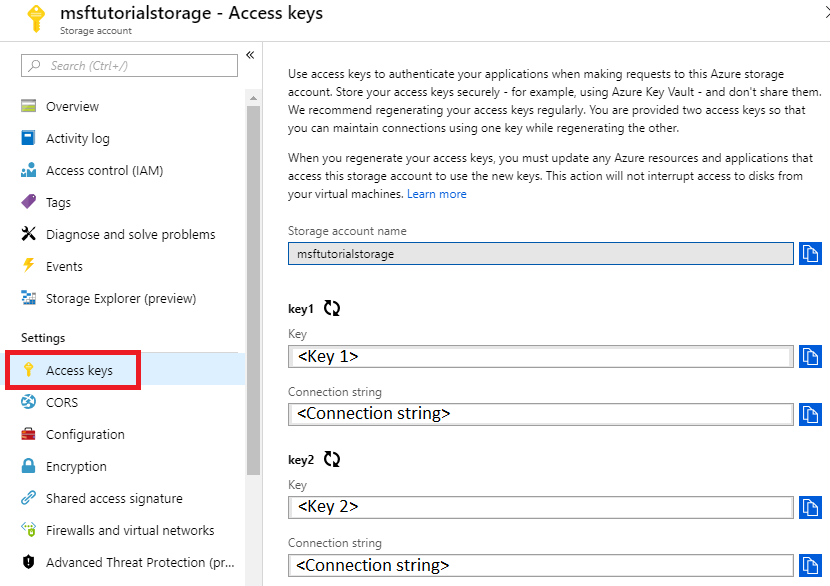 msftutorialstorage - Access keys
Storage account
Search (Ctrl+/)
«
Overview
Activity log
Access control (IAM)
Tags
Diagnose and solve problems
Events
Storage Explorer (preview)
Settings
Access keys
CORS
Configuration
Encryption
Shared access signature
Firewalls and virtual networks
Advanced Threat Protection (pr...
Use access keys to authenticate your applications when making requests to this Azure storage
account. Store your access keys securely - for example, using Azure Key Vault - and don't share them.
We recommend regenerating your access keys regularly. You are provided two access keys so that
you can maintain connections using one key while regenerating the other.
When you regenerate your access keys, you must update any Azure resources and applications that
access this storage account to use the new keys. This action will not interrupt access to disks from
your virtual machines. Learn more
Storage account name
msftutorialstorage
key1
Key
<Key 1>
Connection string
<Connection string>
key2
Key
<Key 2>
Connection string
<Connection string>